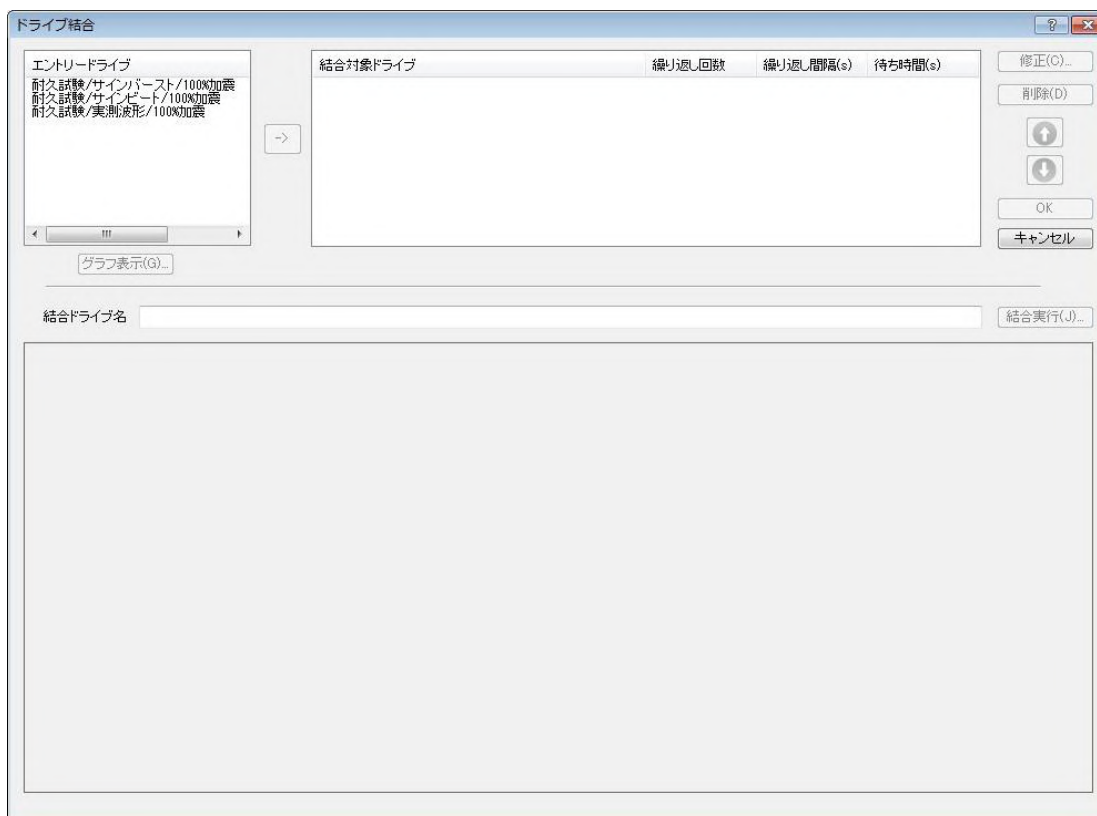 ドライブ結合
エントリードライブ
耐久試験/サインバースト/100%加震
耐久試験/サインビート/100%加震
耐久試験/実測波形/100%加震
->
グラフ表示(G)...
結合対象ドライブ 繰り返し回数 繰り返し間隔(s) 待ち時間(s)
修正(C)...
削除(D)
OK
キャンセル
結合ドライブ名
結合実行(J)...